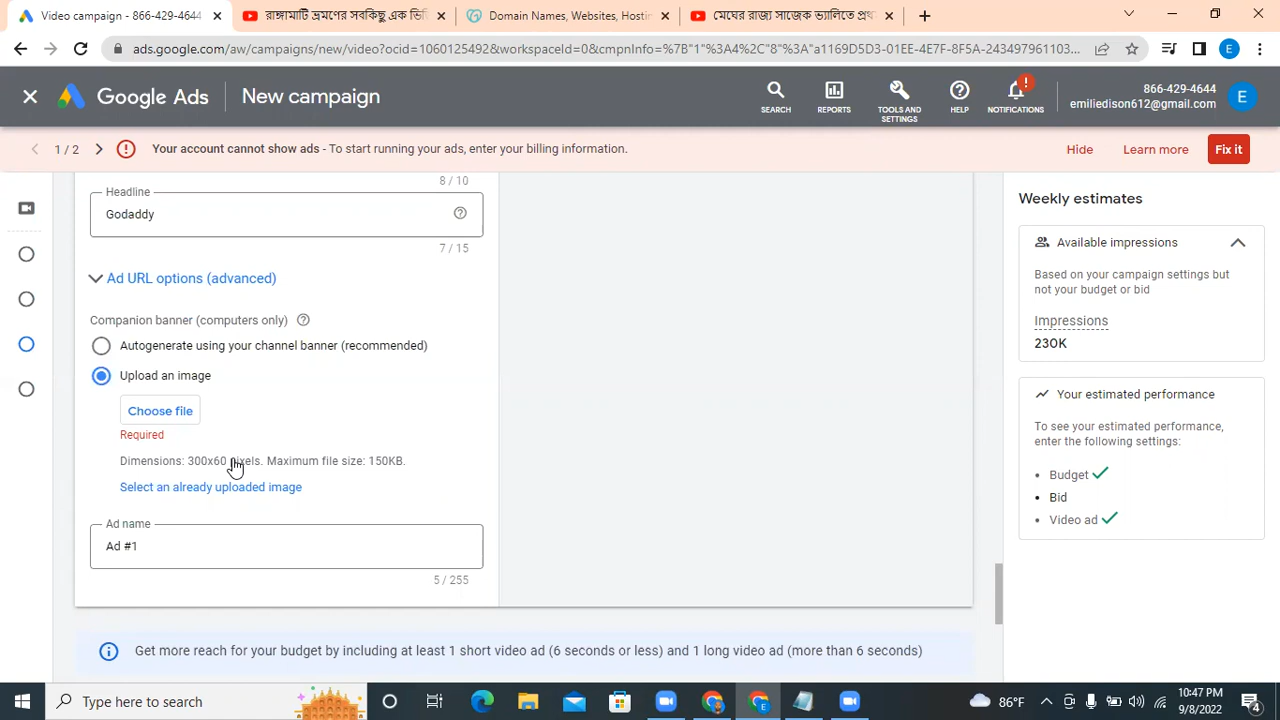 Video campaign - 866-429-4644
রাঙ্গামাটি ভ্রমণের সবকিছু এক ভিডি
Domain Names, Websites, Hostin
মেঘের রাজ্য সাজেক ভ্যালিতে প্রথ
ads.google.com/aw/campaigns/new/video?ocid=1060125492&workspaceId=0&cmpnInfo=%7B"1"%3A4%2C"8"%3A"a1169D5D3-01EE-4E7F-8F5A-243497961103...
E
Google Ads
New campaign
SEARCH
REPORTS
TOOLS AND SETTINGS
HELP
NOTIFICATIONS
866-429-4644
emiliedison612@gmail.com
E
1 / 2
Your account cannot show ads - To start running your ads, enter your billing information.
Hide
Learn more
Fix it
8 / 10
Headline
Godaddy
7 / 15
Ad URL options (advanced)
Companion banner (computers only)
Autogenerate using your channel banner (recommended)
Upload an image
Choose file
Required
Dimensions: 300x60 pixels. Maximum file size: 150KB.
Select an already uploaded image
Ad name
Ad #1
5 / 255
Get more reach for your budget by including at least 1 short video ad (6 seconds or less) and 1 long video ad (more than 6 seconds)
Weekly estimates
Available impressions
Based on your campaign settings but
not your budget or bid
Impressions
230K
Your estimated performance
To see your estimated performance,
enter the following settings:
Budget
Bid
Video ad
Type here to search
86°F
10:47 PM
9/8/2022
4